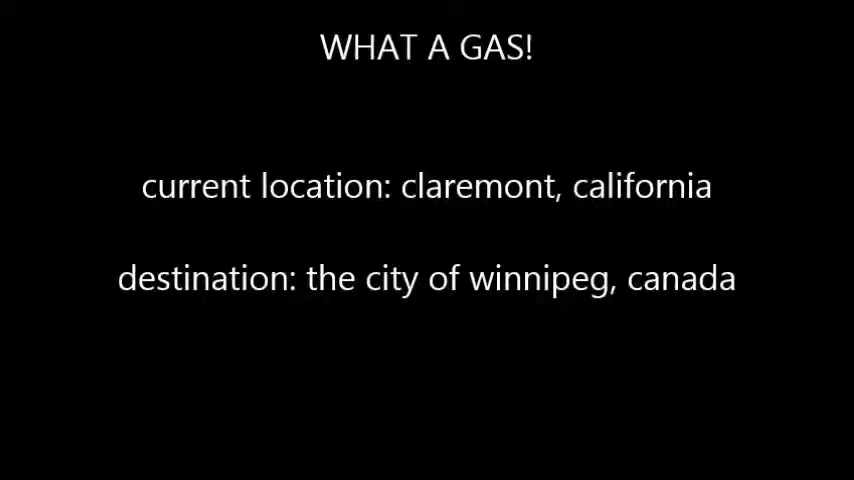 WHAT A GAS!
current location: claremont, california
destination: the city of winnipeg, canada